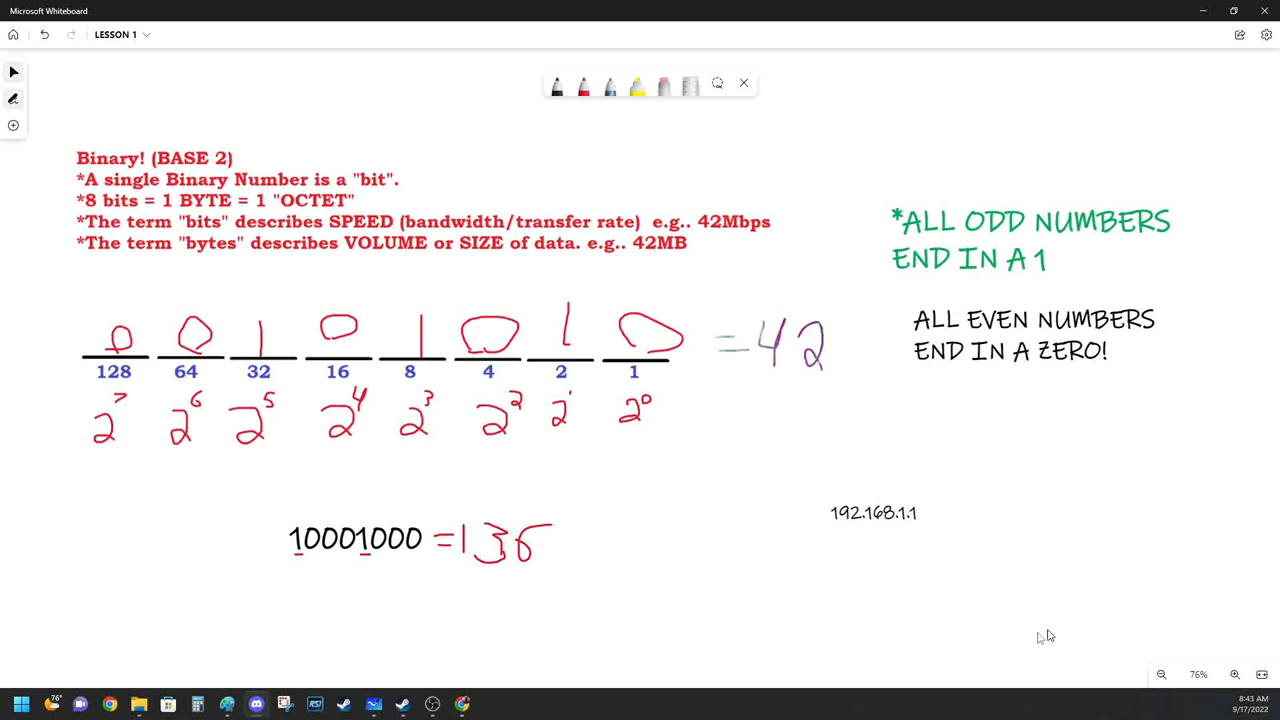 Microsoft Whiteboard
LESSON 1
Binary! (BASE 2)
*A single Binary Number is a "bit".
*8 bits = 1 BYTE = 1 "OCTET"
*The term "bits" describes SPEED (bandwidth/transfer rate)  e.g.. 42Mbps
*The term "bytes" describes VOLUME or SIZE of data. e.g.. 42MB
*ALL ODD NUMBERS
END IN A 1
ALL EVEN NUMBERS
END IN A ZERO!
0 0 1 0 1 0 1 0 = 42
128 64 32 16 8 4 2 1
2⁷ 2⁶ 2⁵ 2⁴ 2³ 2² 2¹ 2⁰
192.168.1.1
10001000 = 136
76%
76°
RSI
8:43 AM
9/17/2022